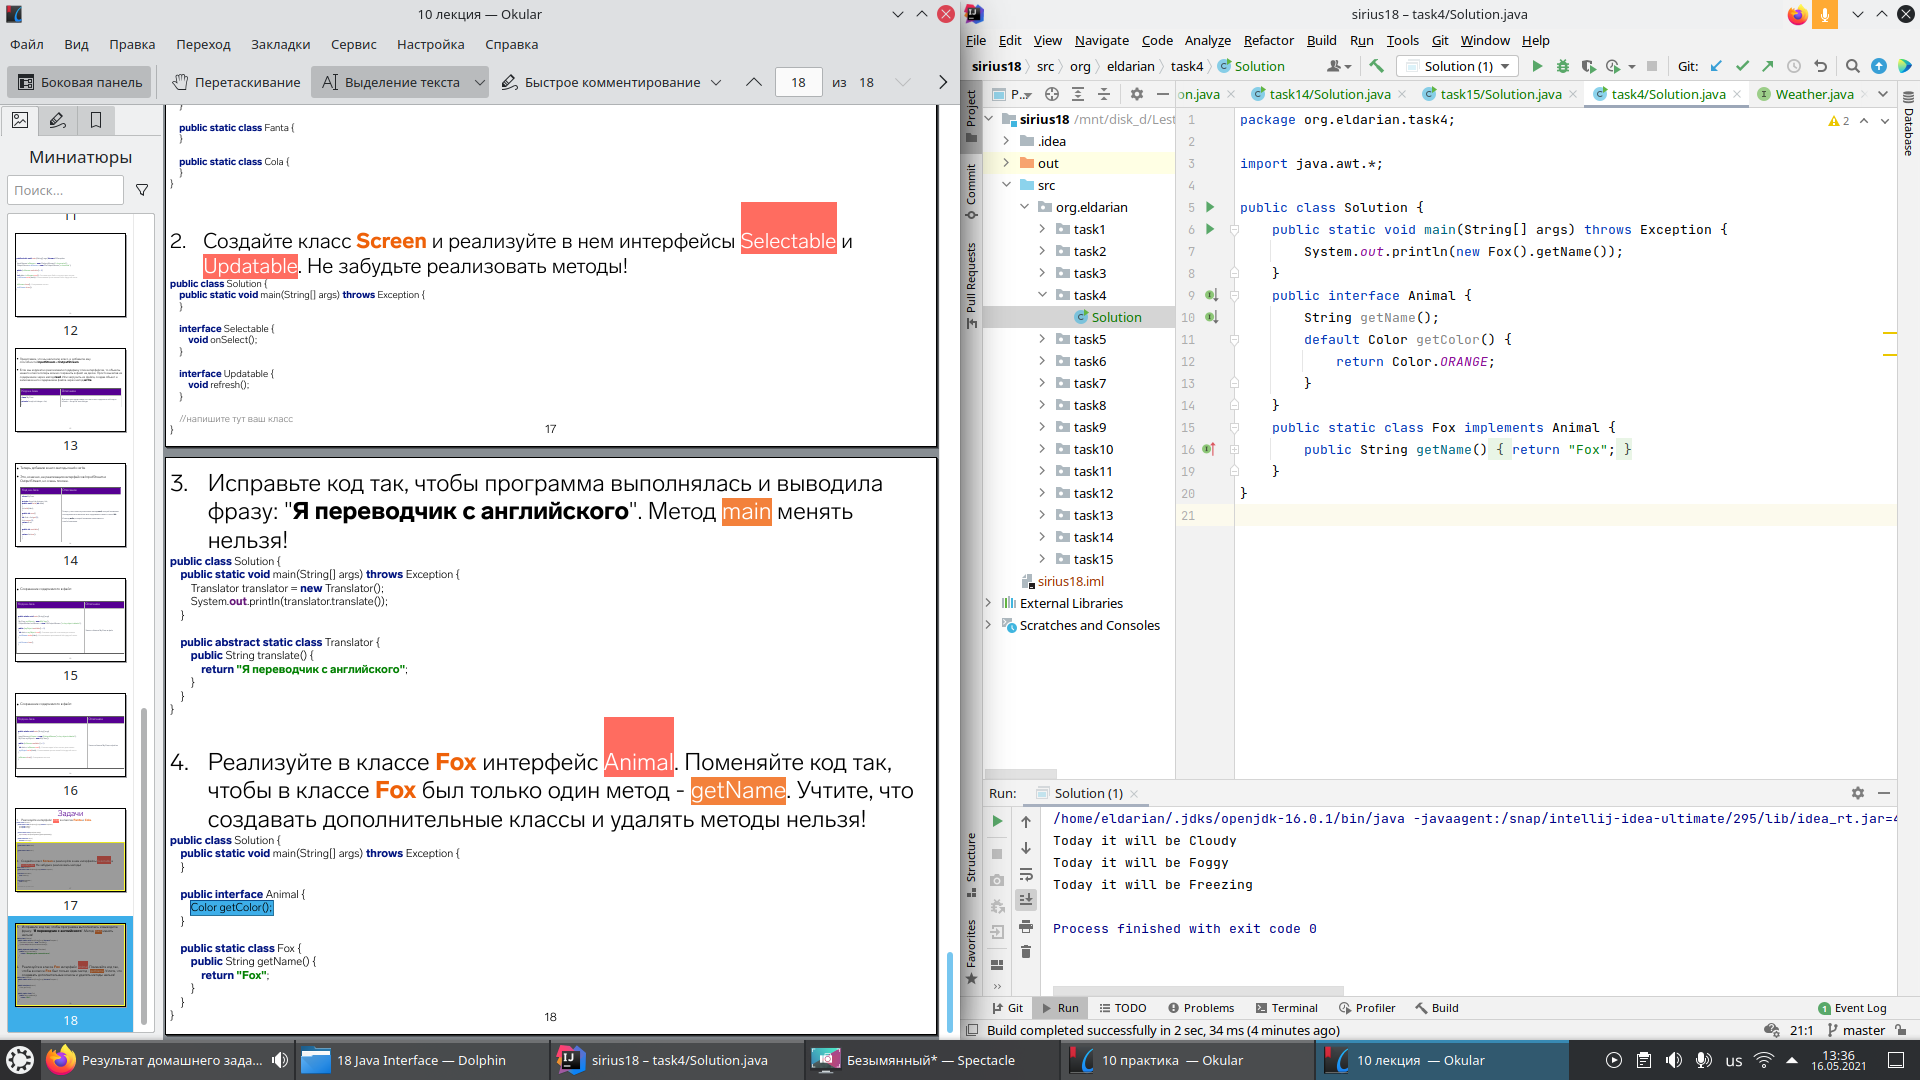 10 лекция — Okular
Файл Вид Правка Переход Закладки Сервис Настройка Справка
Боковая панель Перетаскивание Выделение текста Быстрое комментирование 18 из 18
Миниатюры
Поиск...
11
12
13
14
15
16
Задачи
17
18
}
public static class Fanta {
}
public static class Cola {
}
}
2. Создайте класс Screen и реализуйте в нем интерфейсы Selectable и
Updatable. Не забудьте реализовать методы!
public class Solution {
public static void main(String[] args) throws Exception {
}
interface Selectable {
void onSelect();
}
interface Updatable {
void refresh();
}
//напишите тут ваш класс
}
17
3. Исправьте код так, чтобы программа выполнялась и выводила
фразу: "Я переводчик с английского". Метод main менять
нельзя!
public class Solution {
public static void main(String[] args) throws Exception {
Translator translator = new Translator();
System.out.println(translator.translate());
}
public abstract static class Translator {
public String translate() {
return "Я переводчик с английского";
}
}
}
4. Реализуйте в классе Fox интерфейс Animal. Поменяйте код так,
чтобы в классе Fox был только один метод - getName. Учтите, что
создавать дополнительные классы и удалять методы нельзя!
public class Solution {
public static void main(String[] args) throws Exception {
}
public interface Animal {
Color getColor();
}
public static class Fox {
public String getName() {
return "Fox";
}
}
}
18
sirius18 – task4/Solution.java
File Edit View Navigate Code Analyze Refactor Build Run Tools Git Window Help
sirius18 src org eldarian task4 Solution Solution (1) Git:
P... on.java task14/Solution.java task15/Solution.java task4/Solution.java Weather.java
Project
Commit
Pull Requests
Structure
Favorites
Database
sirius18 /mnt/disk_d/Lest
.idea
out
src
org.eldarian
task1
task2
task3
task4
Solution
task5
task6
task7
task8
task9
task10
task11
task12
task13
task14
task15
sirius18.iml
External Libraries
Scratches and Consoles
2
1 package org.eldarian.task4;
2
3 import java.awt.*;
4
5 public class Solution {
6 public static void main(String[] args) throws Exception {
7 System.out.println(new Fox().getName());
8 }
9 public interface Animal {
10 String getName();
11 default Color getColor() {
12 return Color.ORANGE;
13 }
14 }
15 public static class Fox implements Animal {
16 public String getName() { return "Fox"; }
19 }
20 }
21
Run: Solution (1)
/home/eldarian/.jdks/openjdk-16.0.1/bin/java -javaagent:/snap/intellij-idea-ultimate/295/lib/idea_rt.jar=4
Today it will be Cloudy
Today it will be Foggy
Today it will be Freezing
Process finished with exit code 0
Git Run TODO Problems Terminal Profiler Build 1 Event Log
Build completed successfully in 2 sec, 34 ms (4 minutes ago) 21:1 master
Результат домашнего зада... 18 Java Interface — Dolphin sirius18 – task4/Solution.java Безымянный* — Spectacle 10 практика — Okular 10 лекция — Okular us 13:36
16.05.2021